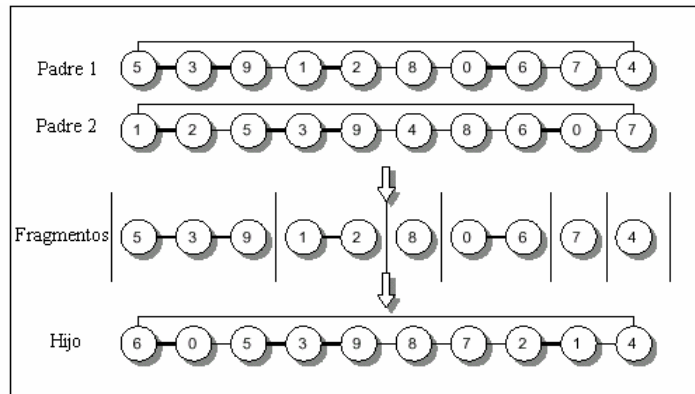 Padre 1 5 3 9 1 2 8 0 6 7 4
Padre 2 1 2 5 3 9 4 8 6 0 7
Fragmentos 5 3 9 1 2 8 0 6 7 4
Hijo 6 0 5 3 9 8 7 2 1 4